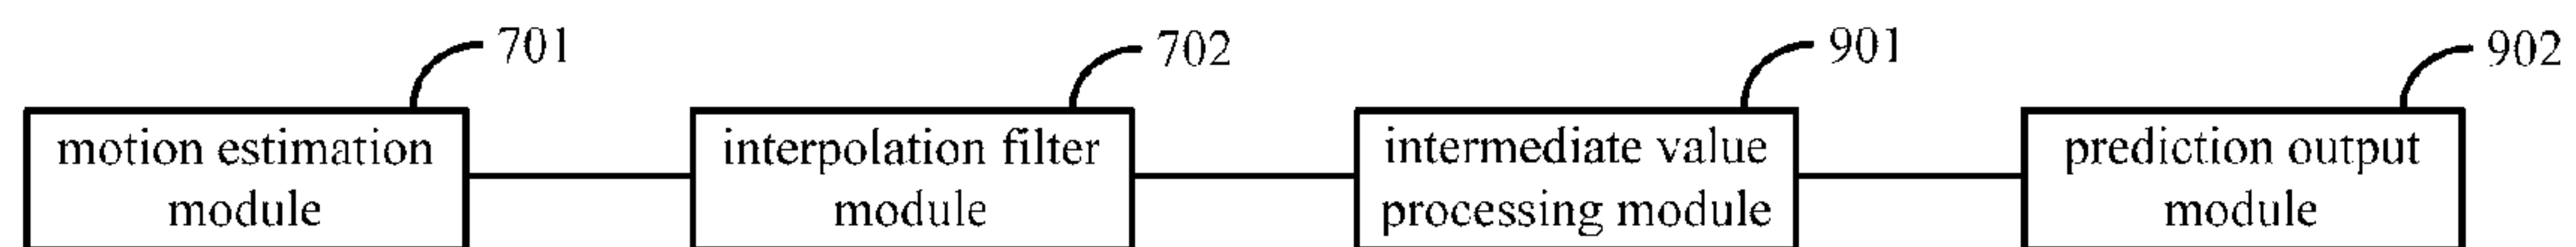 701
702
901
902
motion estimation
module
interpolation filter
module
intermediate value
processing module
prediction output
module